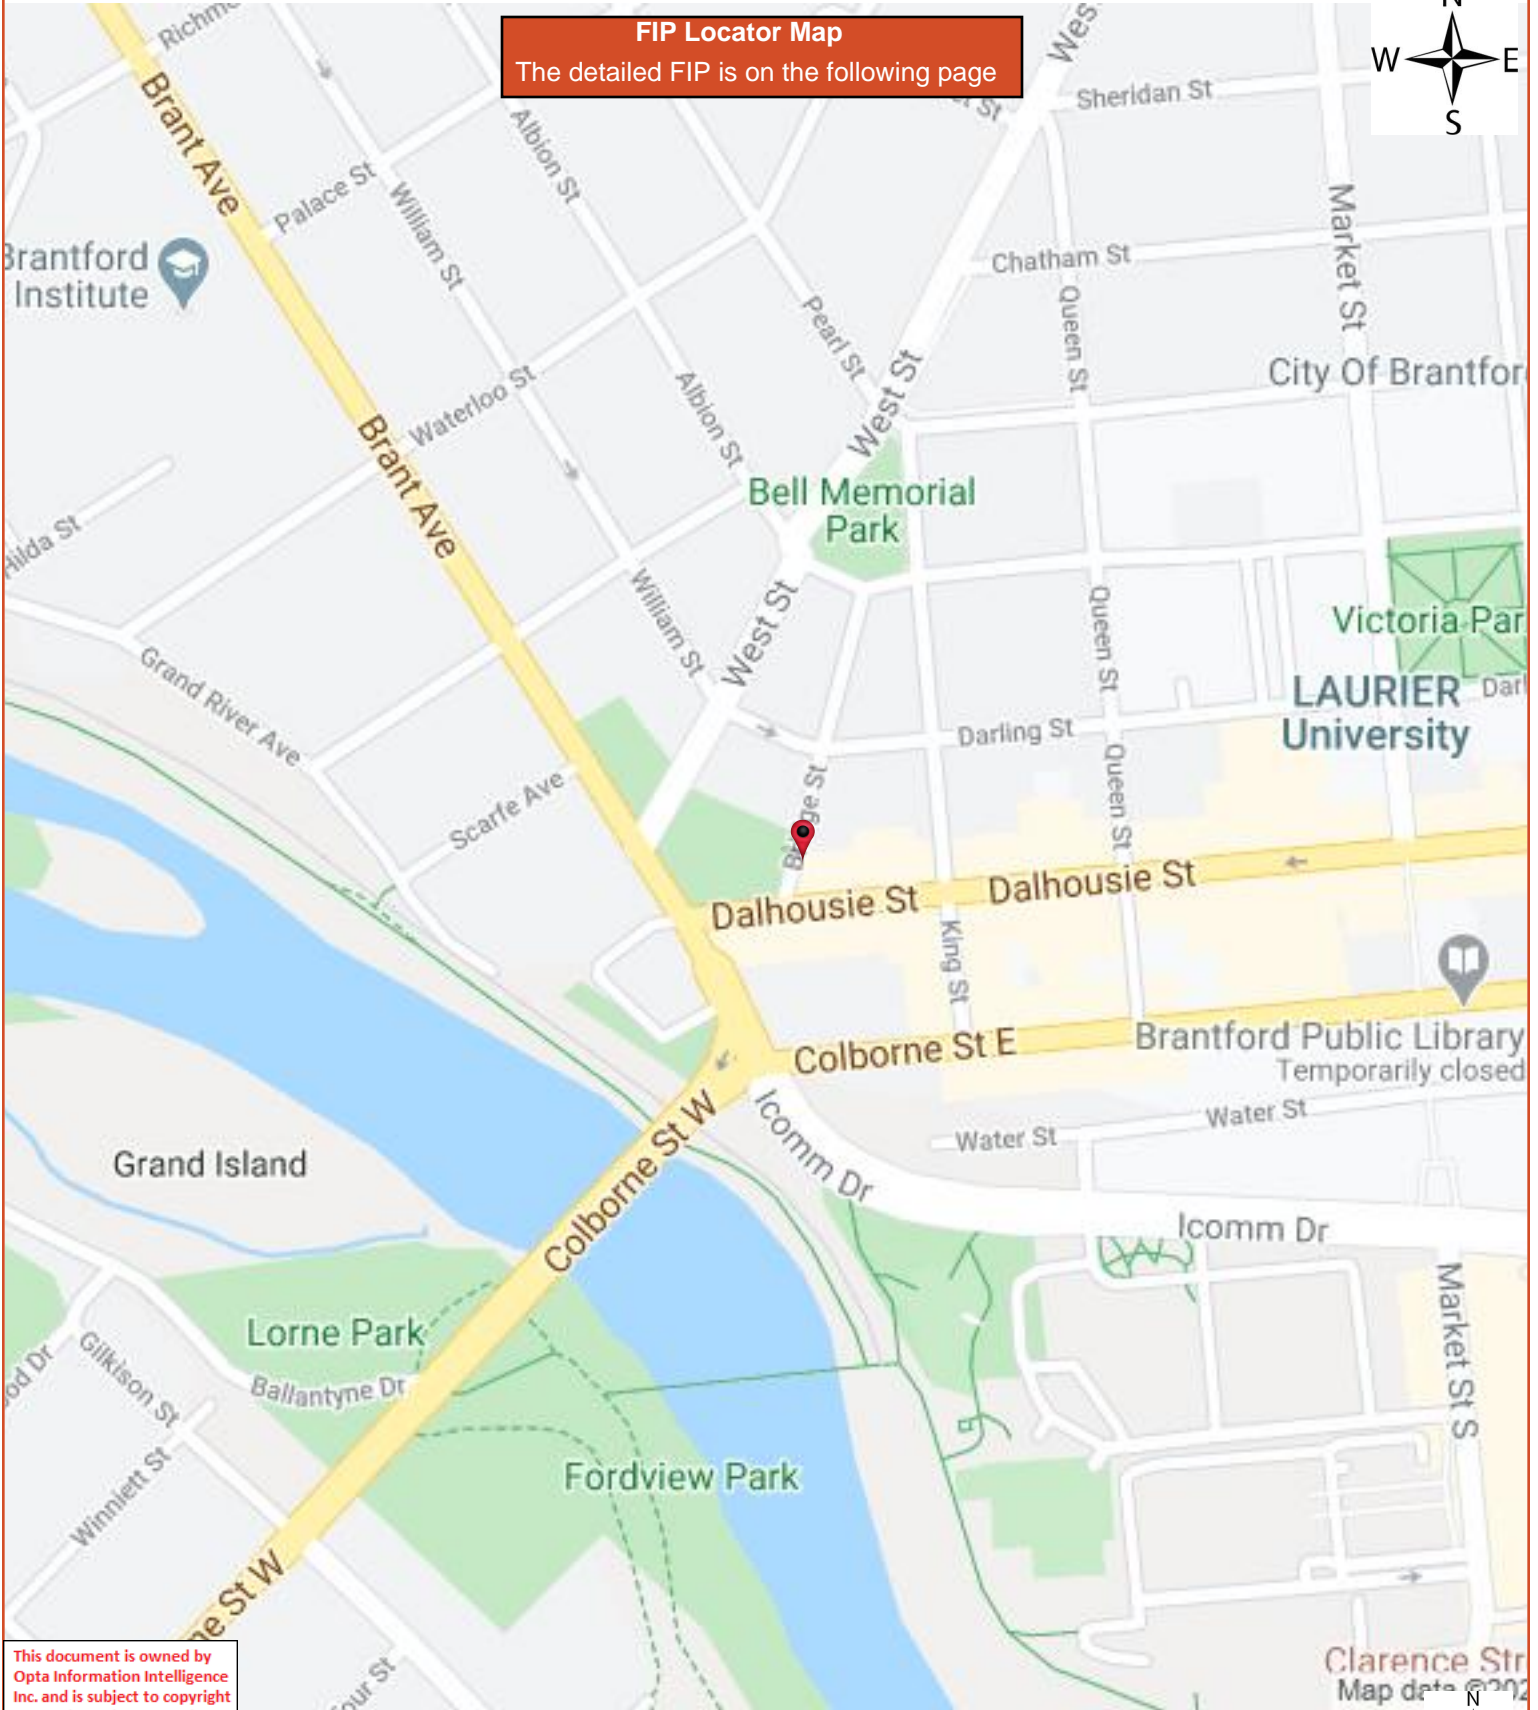 N
W
E
S
FIP Locator Map
The detailed FIP is on the following page
Brant Ave
Albion St
Sheridan St
Palace St
William St
Market St
Brantford
Institute
Chatham St
Queen St
Pearl St
West St
City Of Brantfor
Waterloo St
Albion St
Brant Ave
Bell Memorial
Park
Hilda St
William St
West St
Queen St
Victoria Par
Grand River Ave
LAURIER
University
Darling St
Queen St
Scarfe Ave
Dalhousie St
Dalhousie St
King St
Colborne St E
Brantford Public Library
Temporarily closed
Icomm Dr
Water St
Water St
Grand Island
Colborne St W
Icomm Dr
Lorne Park
Market St S
Gilkison St
Ballantyne Dr
Fordview Park
Winniett St
ne St W
This document is owned by
Opta Information Intelligence
Inc. and is subject to copyright
Clarence Str
Map data
N